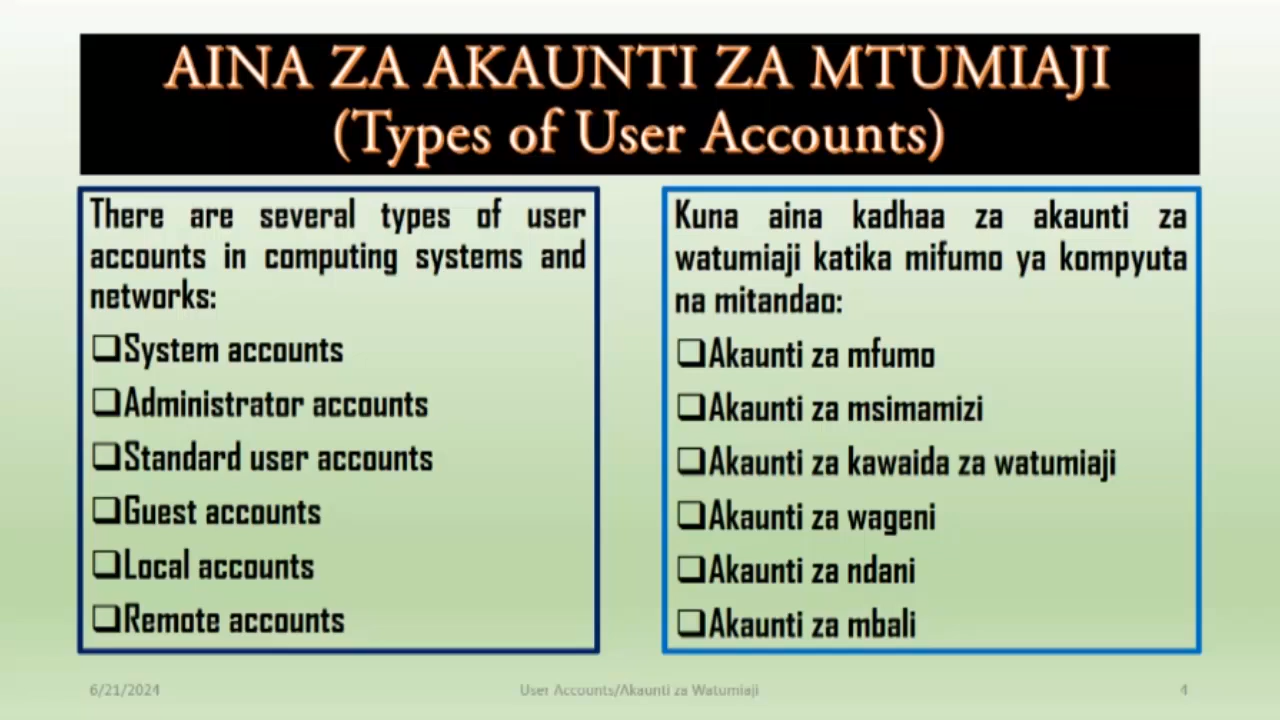 AINA ZA AKAUNTI ZA MTUMIAJI
(Types of User Accounts)
There are several types of user
accounts in computing systems and
networks:
❑System accounts
❑Administrator accounts
❑Standard user accounts
❑Guest accounts
❑Local accounts
❑Remote accounts
Kuna aina kadhaa za akaunti za
watumiaji katika mifumo ya kompyuta
na mitandao:
❑Akaunti za mfumo
❑Akaunti za msimamizi
❑Akaunti za kawaida za watumiaji
❑Akaunti za wageni
❑Akaunti za ndani
❑Akaunti za mbali
6/21/2024
User Accounts/Akaunti za Watumiaji
4